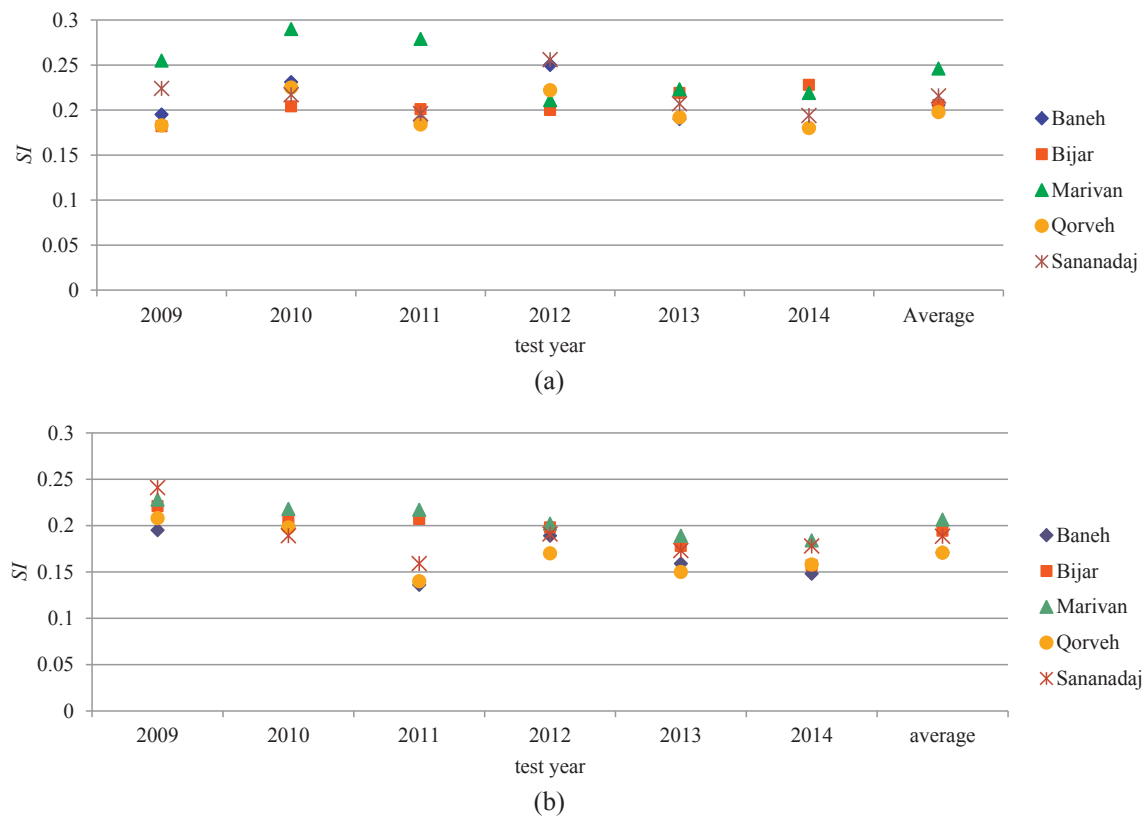 0.3
0.25
0.2
0.15
0.1
0.05
0
SI
2009 2010 2011 2012 2013 2014 Average
test year
Baneh
Bijar
Marivan
Qorveh
Sananadaj
(a)
0.3
0.25
0.2
0.15
0.1
0.05
0
SI
2009 2010 2011 2012 2013 2014 average
test year
Baneh
Bijar
Marivan
Qorveh
Sananadaj
(b)